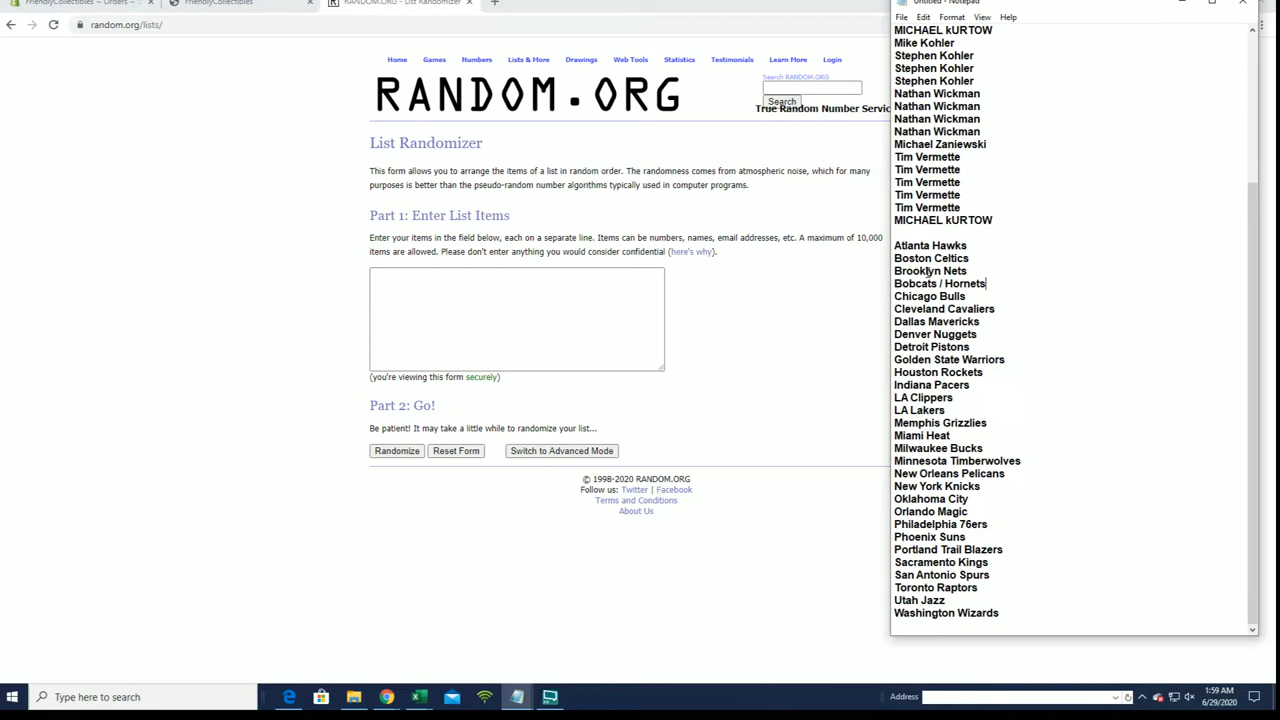 FriendlyCollectibles ~ Orders ~
FriendlyCollectibles
RANDOM.ORG - List Randomizer
Untitled - Notepad
random.org/lists/
File Edit Format View Help
Home Games Numbers Lists & More Drawings Web Tools Statistics Testimonials Learn More Login
Search RANDOM.ORG
RANDOM.ORG
Search
True Random Number Servic
List Randomizer
This form allows you to arrange the items of a list in random order. The randomness comes from atmospheric noise, which for many
purposes is better than the pseudo-random number algorithms typically used in computer programs.
Part 1: Enter List Items
Enter your items in the field below, each on a separate line. Items can be numbers, names, email addresses, etc. A maximum of 10,000
items are allowed. Please don't enter anything you would consider confidential (here's why).
(you're viewing this form securely)
Part 2: Go!
Be patient! It may take a little while to randomize your list...
Randomize Reset Form Switch to Advanced Mode
© 1998-2020 RANDOM.ORG
Follow us: Twitter | Facebook
Terms and Conditions
About Us
MICHAEL kURTOW
Mike Kohler
Stephen Kohler
Stephen Kohler
Stephen Kohler
Nathan Wickman
Nathan Wickman
Nathan Wickman
Nathan Wickman
Michael Zaniewski
Tim Vermette
Tim Vermette
Tim Vermette
Tim Vermette
Tim Vermette
MICHAEL kURTOW
Atlanta Hawks
Boston Celtics
Brooklyn Nets
Bobcats / Hornets
Chicago Bulls
Cleveland Cavaliers
Dallas Mavericks
Denver Nuggets
Detroit Pistons
Golden State Warriors
Houston Rockets
Indiana Pacers
LA Clippers
LA Lakers
Memphis Grizzlies
Miami Heat
Milwaukee Bucks
Minnesota Timberwolves
New Orleans Pelicans
New York Knicks
Oklahoma City
Orlando Magic
Philadelphia 76ers
Phoenix Suns
Portland Trail Blazers
Sacramento Kings
San Antonio Spurs
Toronto Raptors
Utah Jazz
Washington Wizards
Type here to search
Address
1:59 AM
6/29/2020